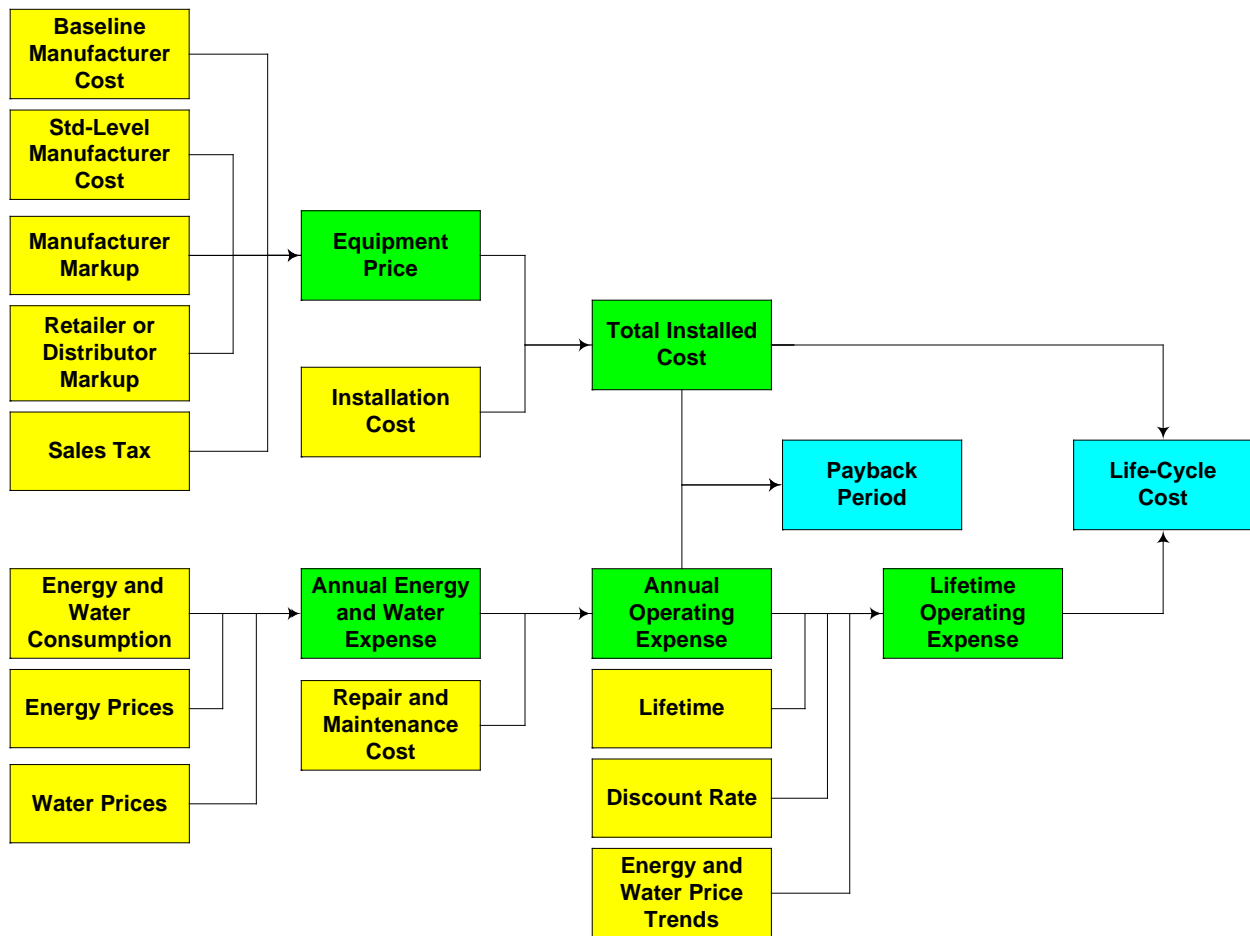 Baseline
Manufacturer
Cost
Std-Level
Manufacturer
Cost
Manufacturer
Markup
Retailer or
Distributor
Markup
Sales Tax
Equipment
Price
Installation
Cost
Total Installed
Cost
Payback
Period
Life-Cycle
Cost
Energy and
Water
Consumption
Energy Prices
Water Prices
Annual Energy
and Water
Expense
Repair and
Maintenance
Cost
Annual
Operating
Expense
Lifetime
Discount Rate
Energy and
Water Price
Trends
Lifetime
Operating
Expense